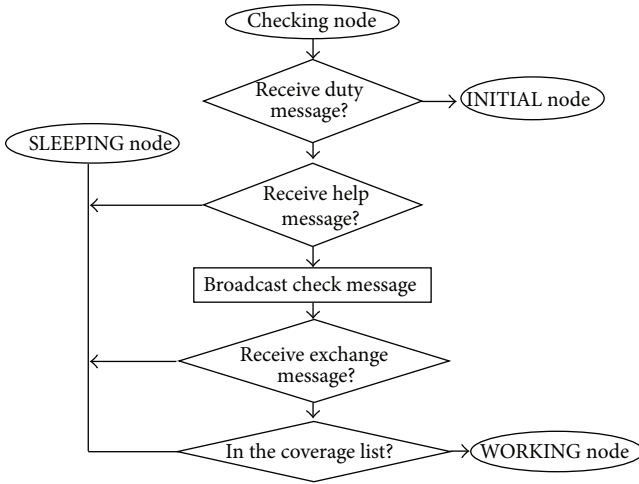 Checking node
Receive duty
message?
INITIAL node
SLEEPING node
Receive help
message?
Broadcast check message
Receive exchange
message?
In the coverage list?
WORKING node